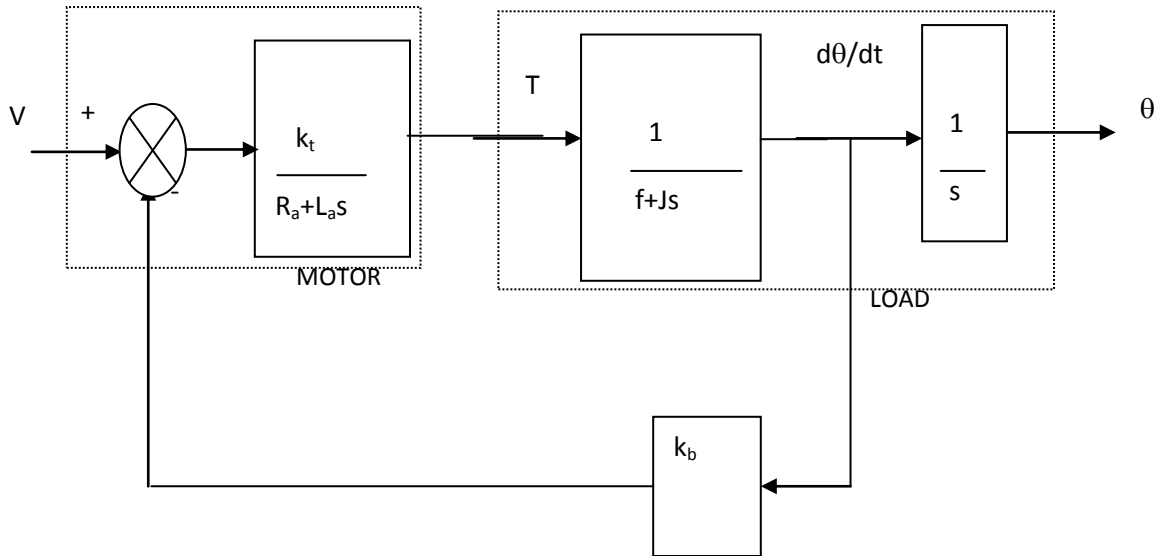 dθ/dt
T
V
+
θ
k_t
R_a+L_as
1
f+Js
1
s
-
MOTOR
LOAD
k_b